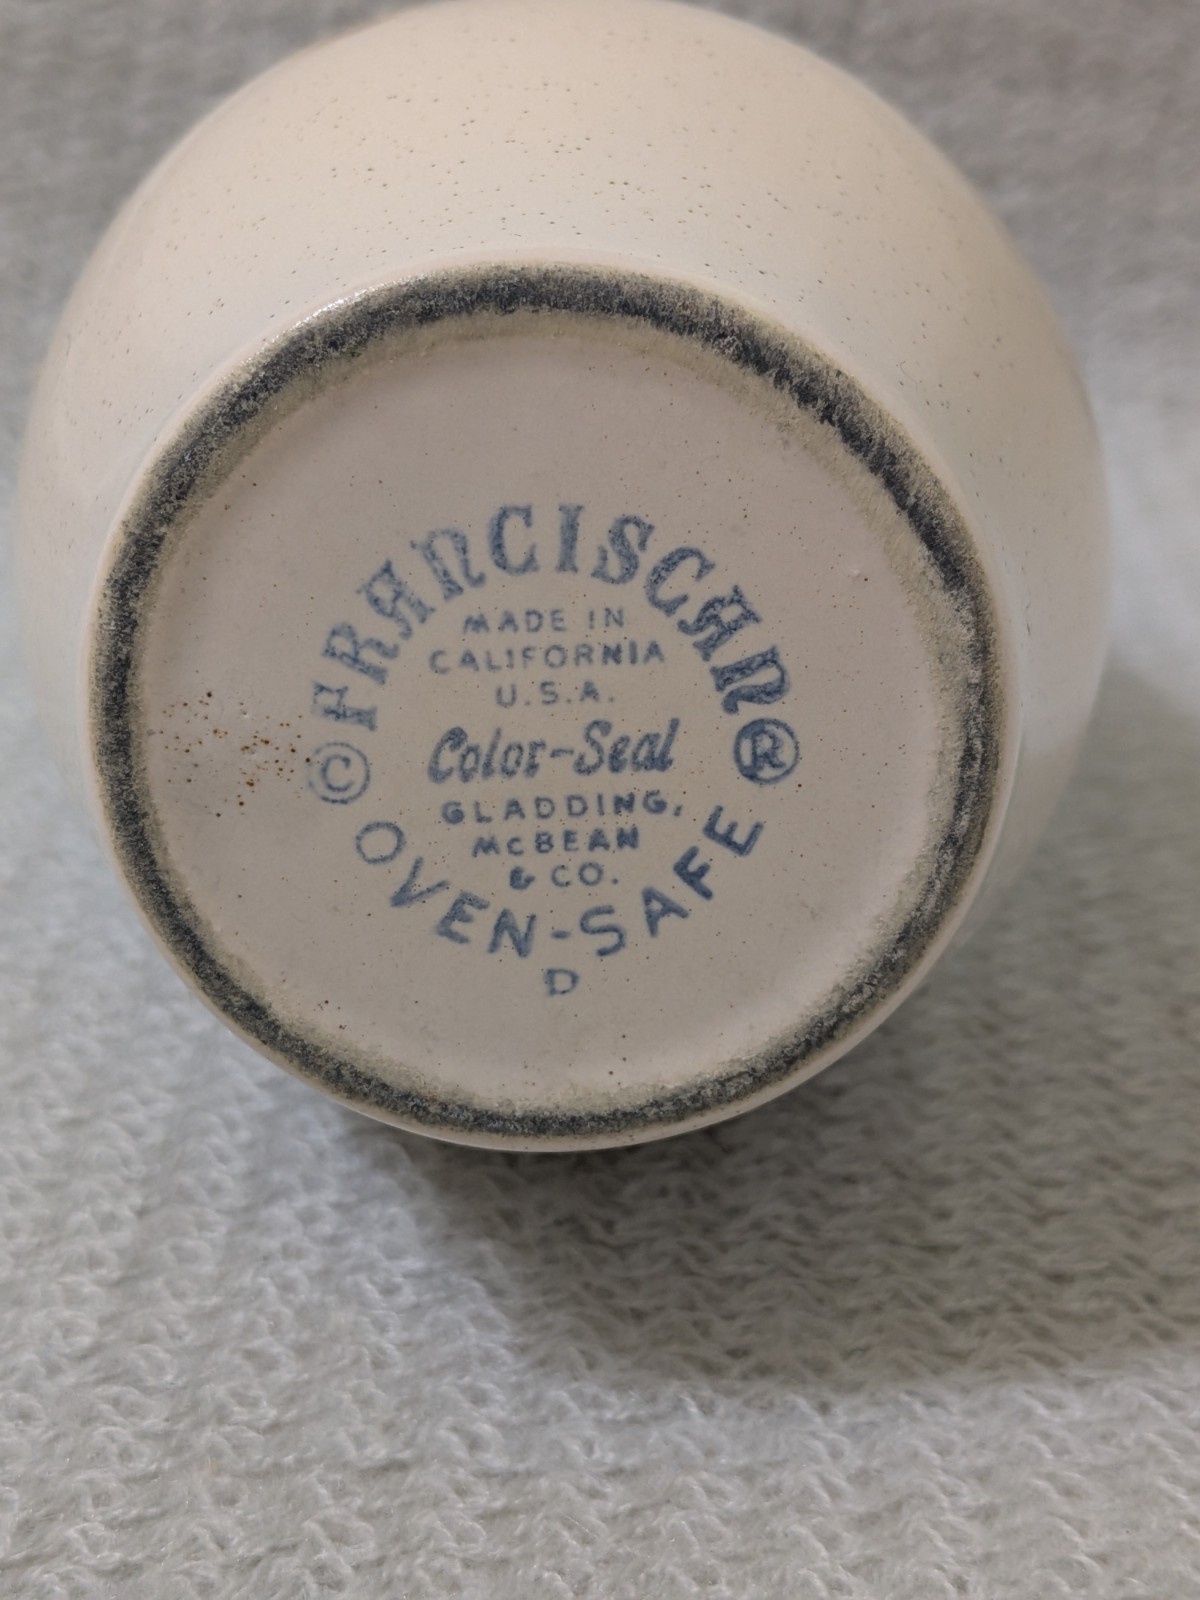 FRANCISCAN ®
MADE IN
CALIFORNIA
U.S.A.
Color-Seal
GLADDING,
McBEAN
& CO.
© OVEN-SAFE
D